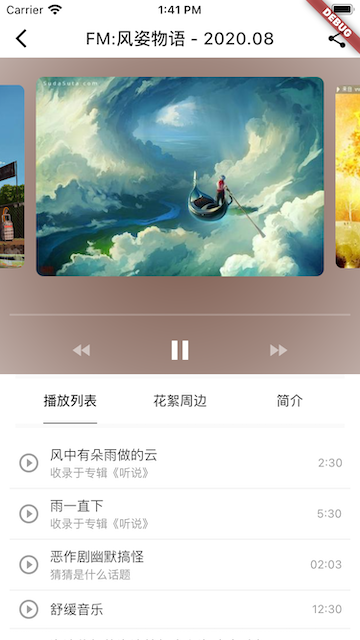 Carrier
1:41 PM
DEBUG
FM:风姿物语 - 2020.08
SudaSuta.com
播放列表
花絮周边
简介
风中有朵雨做的云
收录于专辑《听说》
2:30
雨一直下
收录于专辑《听说》
5:30
恶作剧幽默搞怪
猜猜是什么话题
02:03
舒缓音乐
12:30